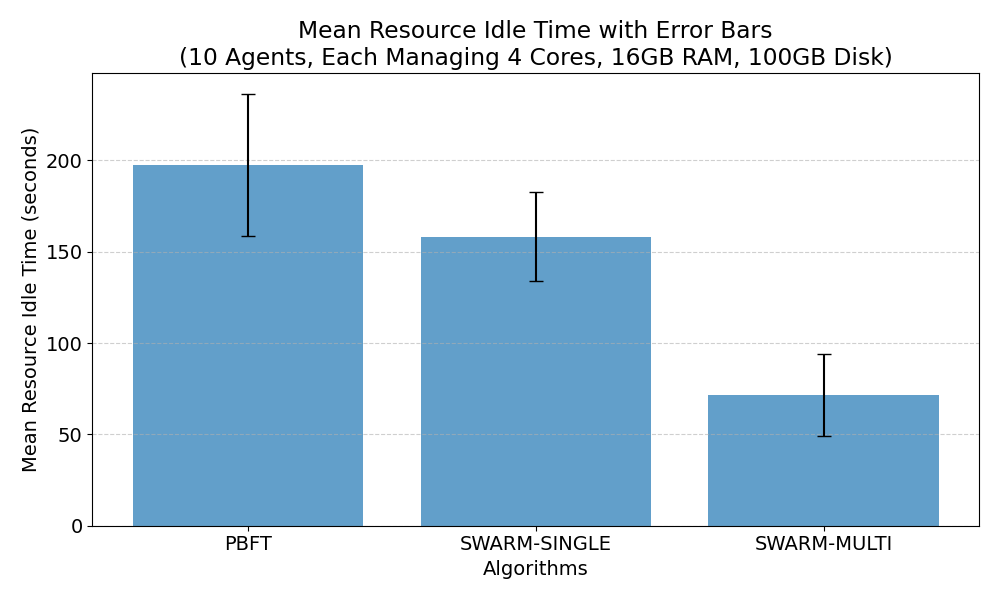 Mean Resource Idle Time with Error Bars
(10 Agents, Each Managing 4 Cores, 16GB RAM, 100GB Disk)
Mean Resource Idle Time (seconds)
200
150
100
50
0
PBFT
SWARM-SINGLE
SWARM-MULTI
Algorithms